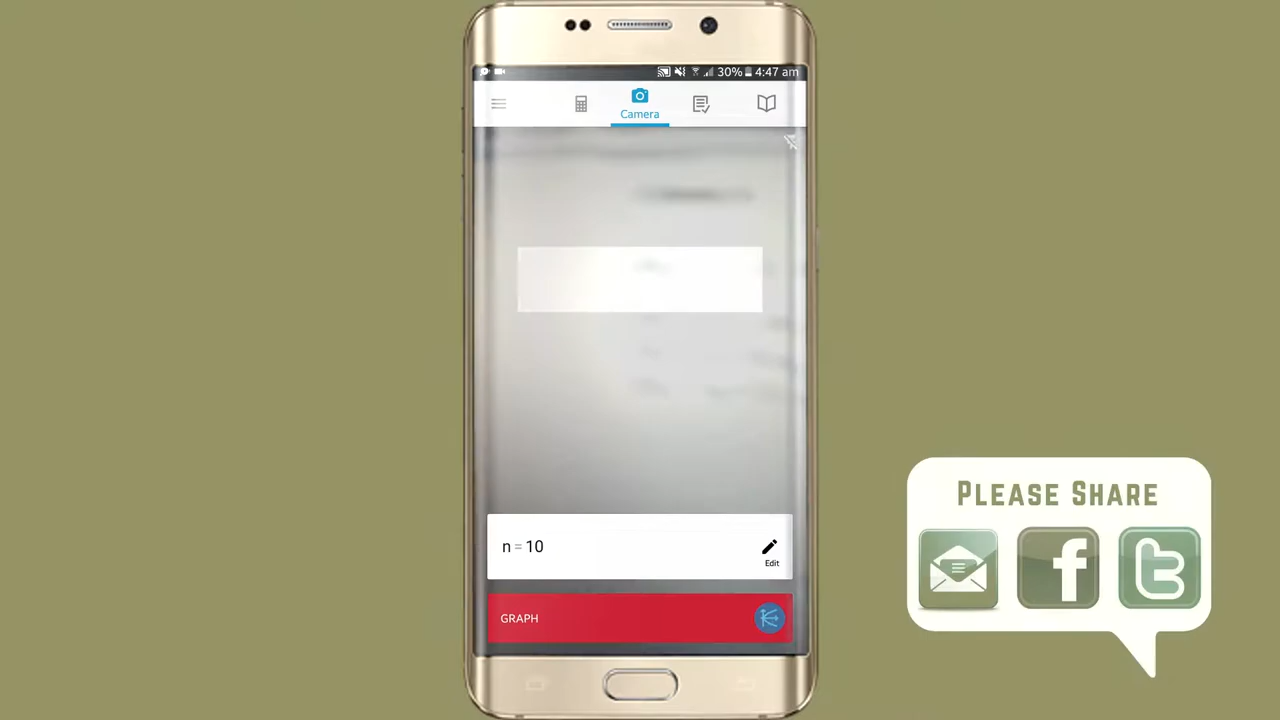 30% 4:47 am
Camera
n = 10
Edit
GRAPH
PLEASE SHARE